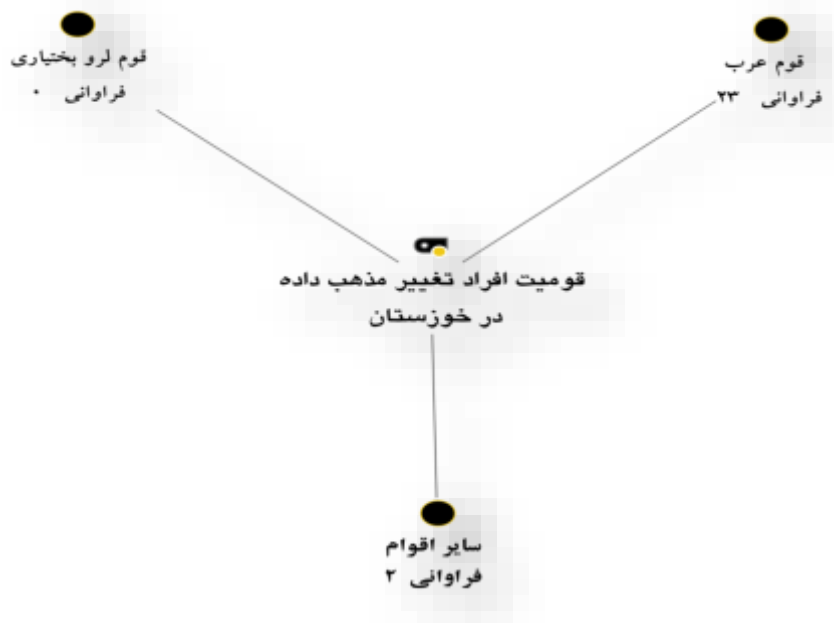 قوم عرب
فراوانی ۲۳
قوم لرو بختیاری
فراوانی ۰
قومیت افراد تغییر مذهب داده
در خوزستان
سایر اقوام
فراوانی ۲